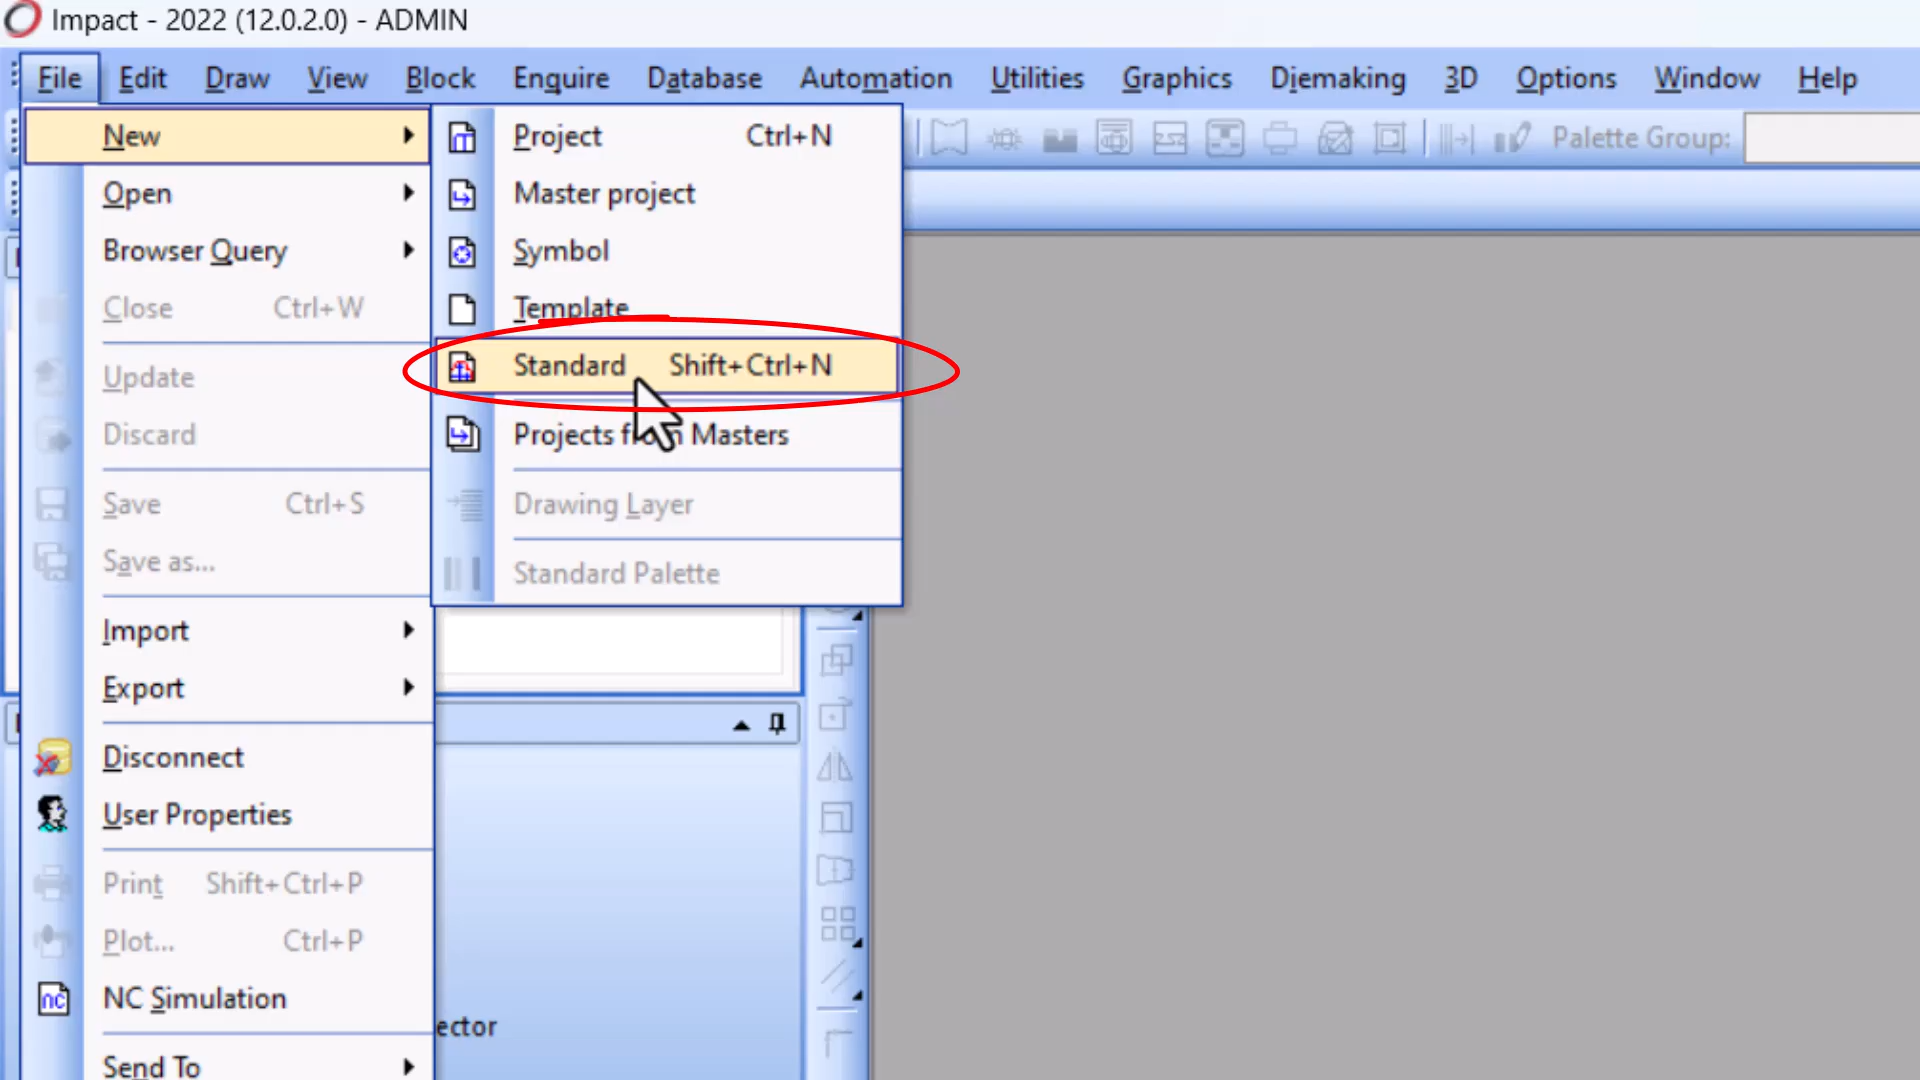 Impact - 2022 (12.0.2.0) - ADMIN
File Edit Draw View Block Enquire Database Automation Utilities Graphics Diemaking 3D Options Window Help
Palette Group:
New
Open
Browser Query
Close Ctrl+W
Update
Discard
Save Ctrl+S
Save as...
Import
Export
Disconnect
User Properties
Print Shift+Ctrl+P
Plot... Ctrl+P
NC Simulation
Send To
Project Ctrl+N
Master project
Symbol
Template
Standard Shift+Ctrl+N
Projects from Masters
Drawing Layer
Standard Palette
ector
nc